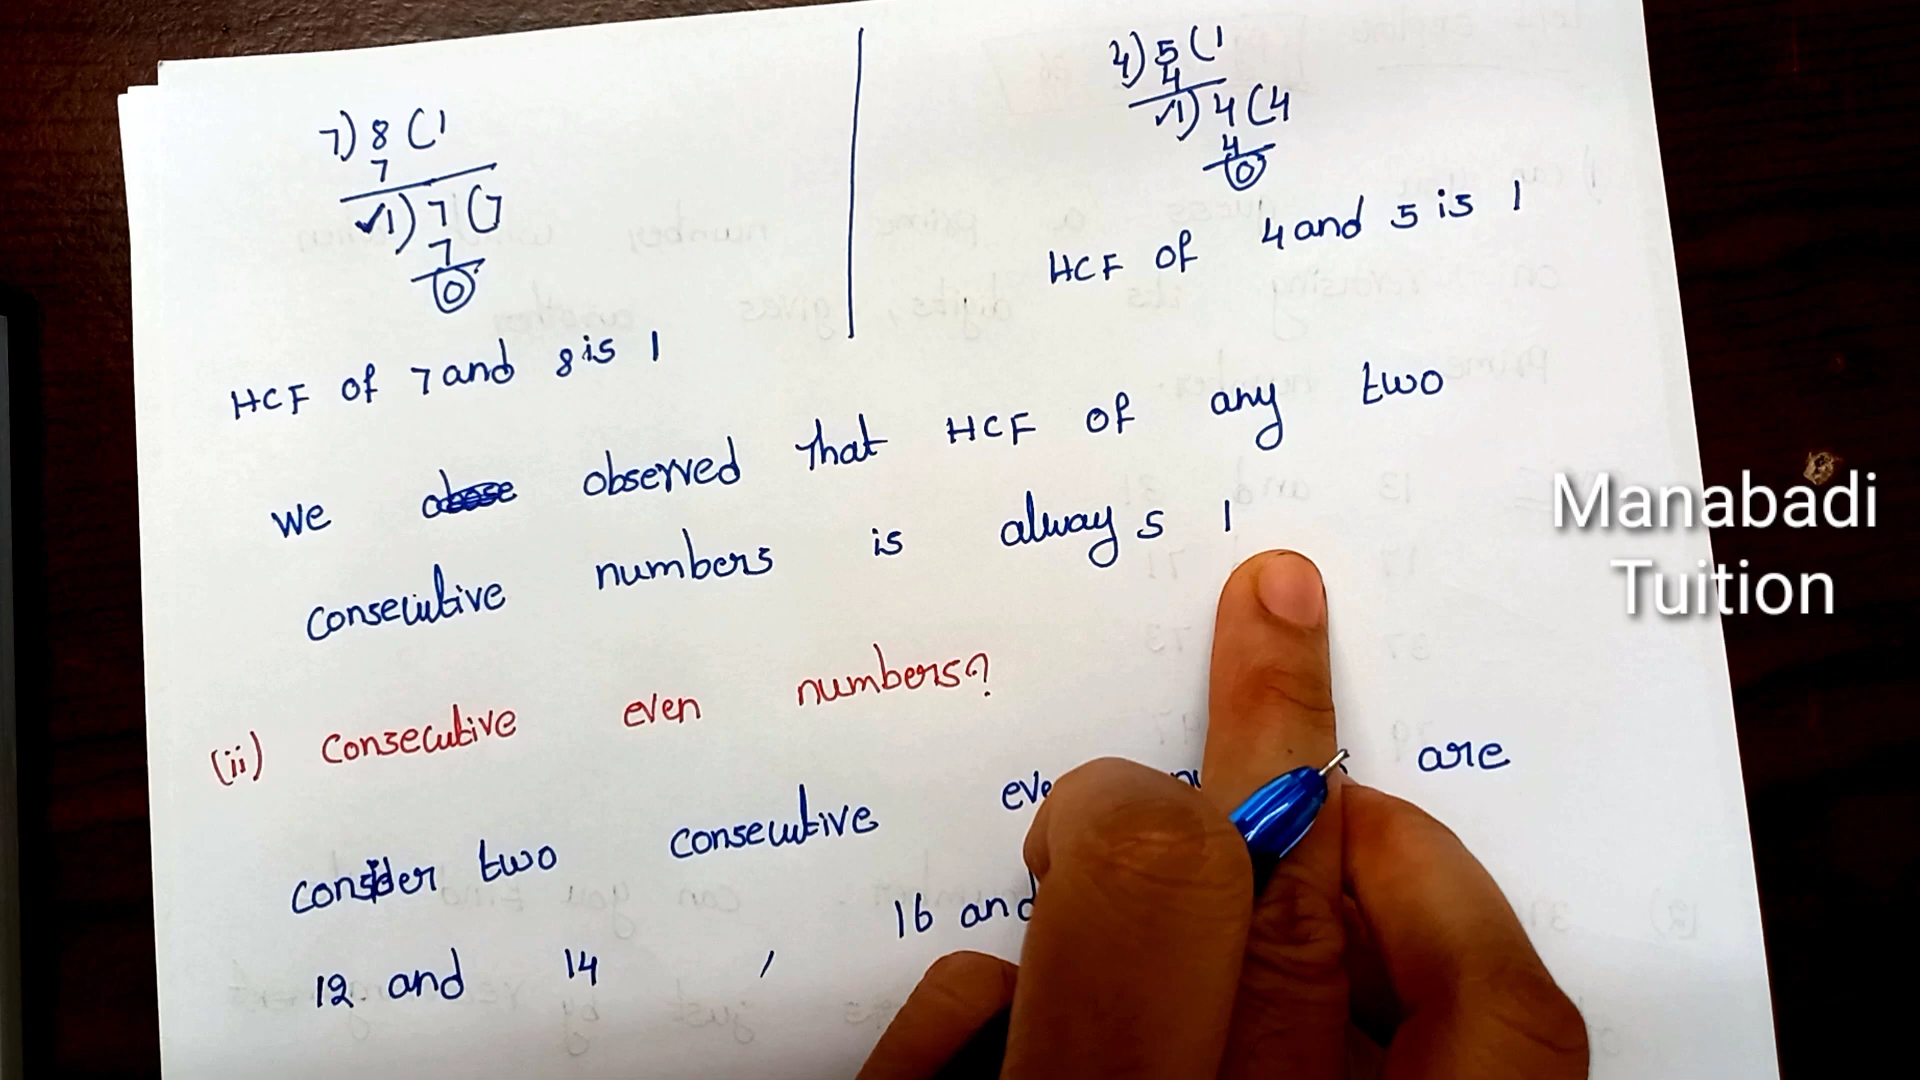 7) 8 (1
7
✓1) 7 (7
7
0
HCF of 7 and 8 is 1
4) 5 (1
4
✓1) 4 (4
4
0
HCF of 4 and 5 is 1
we observed that HCF of any two
consecutive numbers is always 1
(ii) Consecutive even numbers?
consider two consecutive are
12 and 14 , 16 and
Manabadi
Tuition